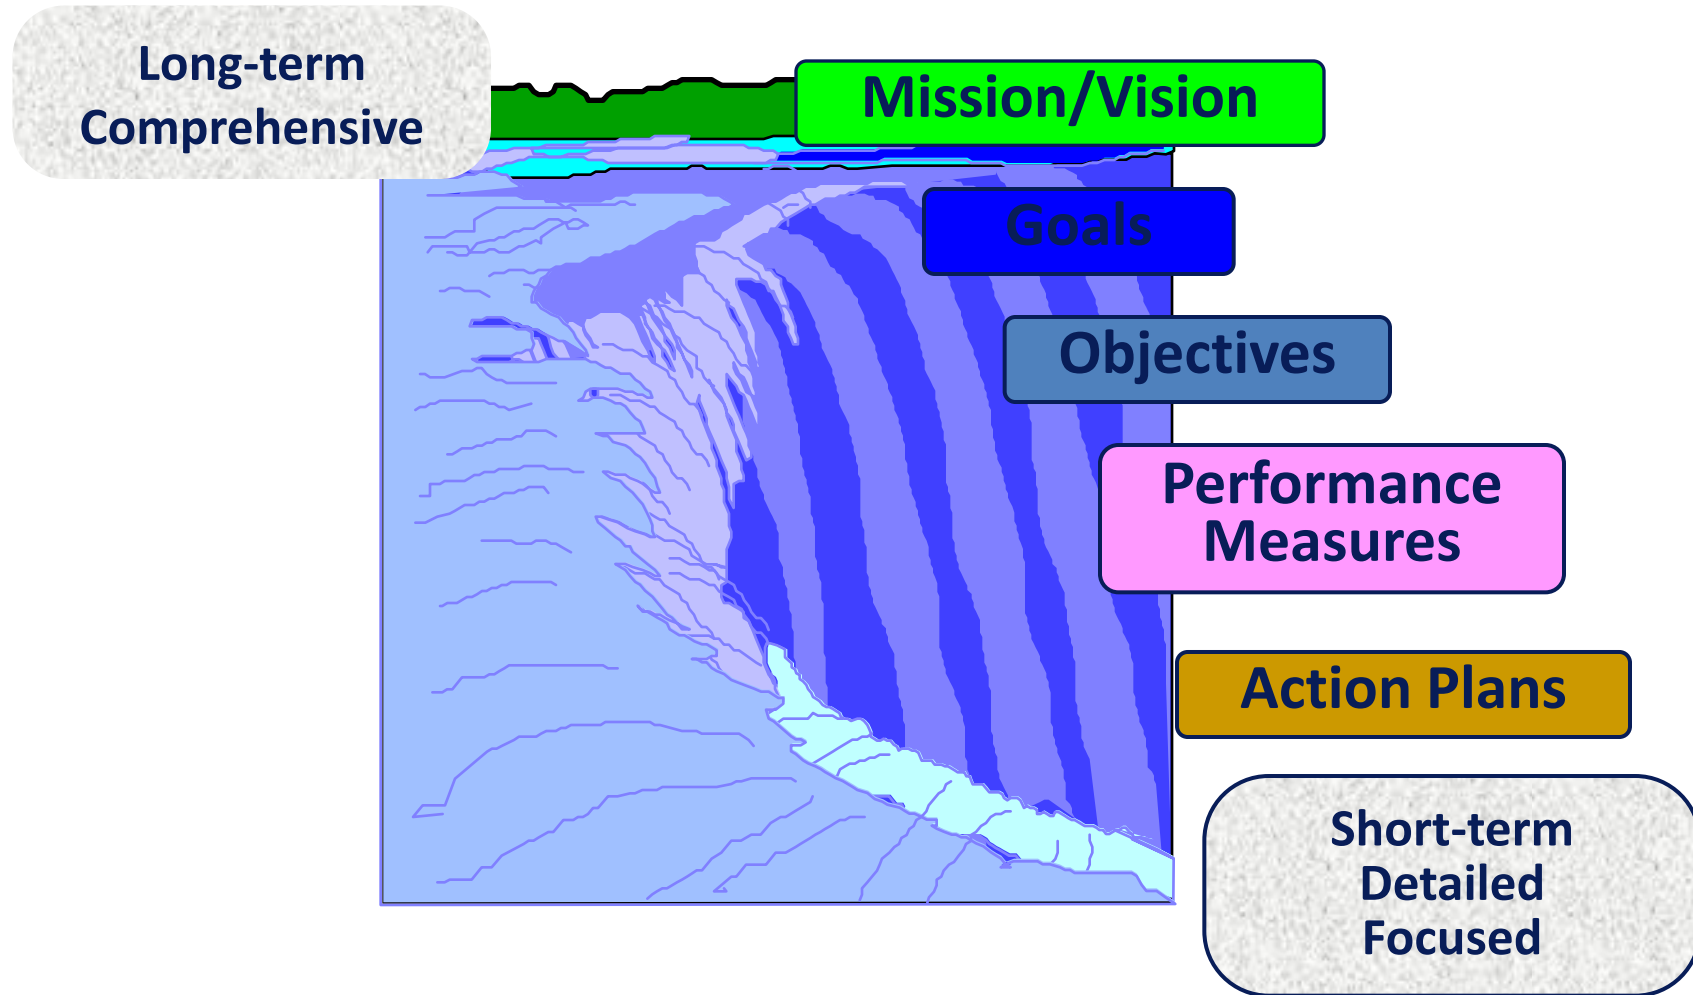 Long-term
Comprehensive
Mission/Vision
Goals
Objectives
Performance
Measures
Action Plans
Short-term
Detailed
Focused